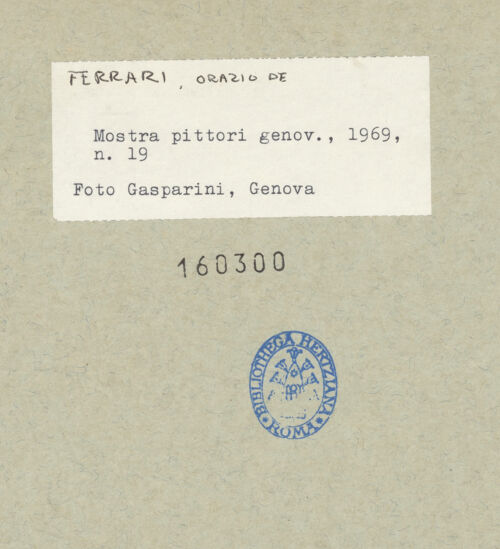 FERRARI, ORAZIO DE
Mostra pittori genov., 1969,
n. 19
Foto Gasparini, Genova
160300
BIBLIOTHECA HERTZIANA
ROMA